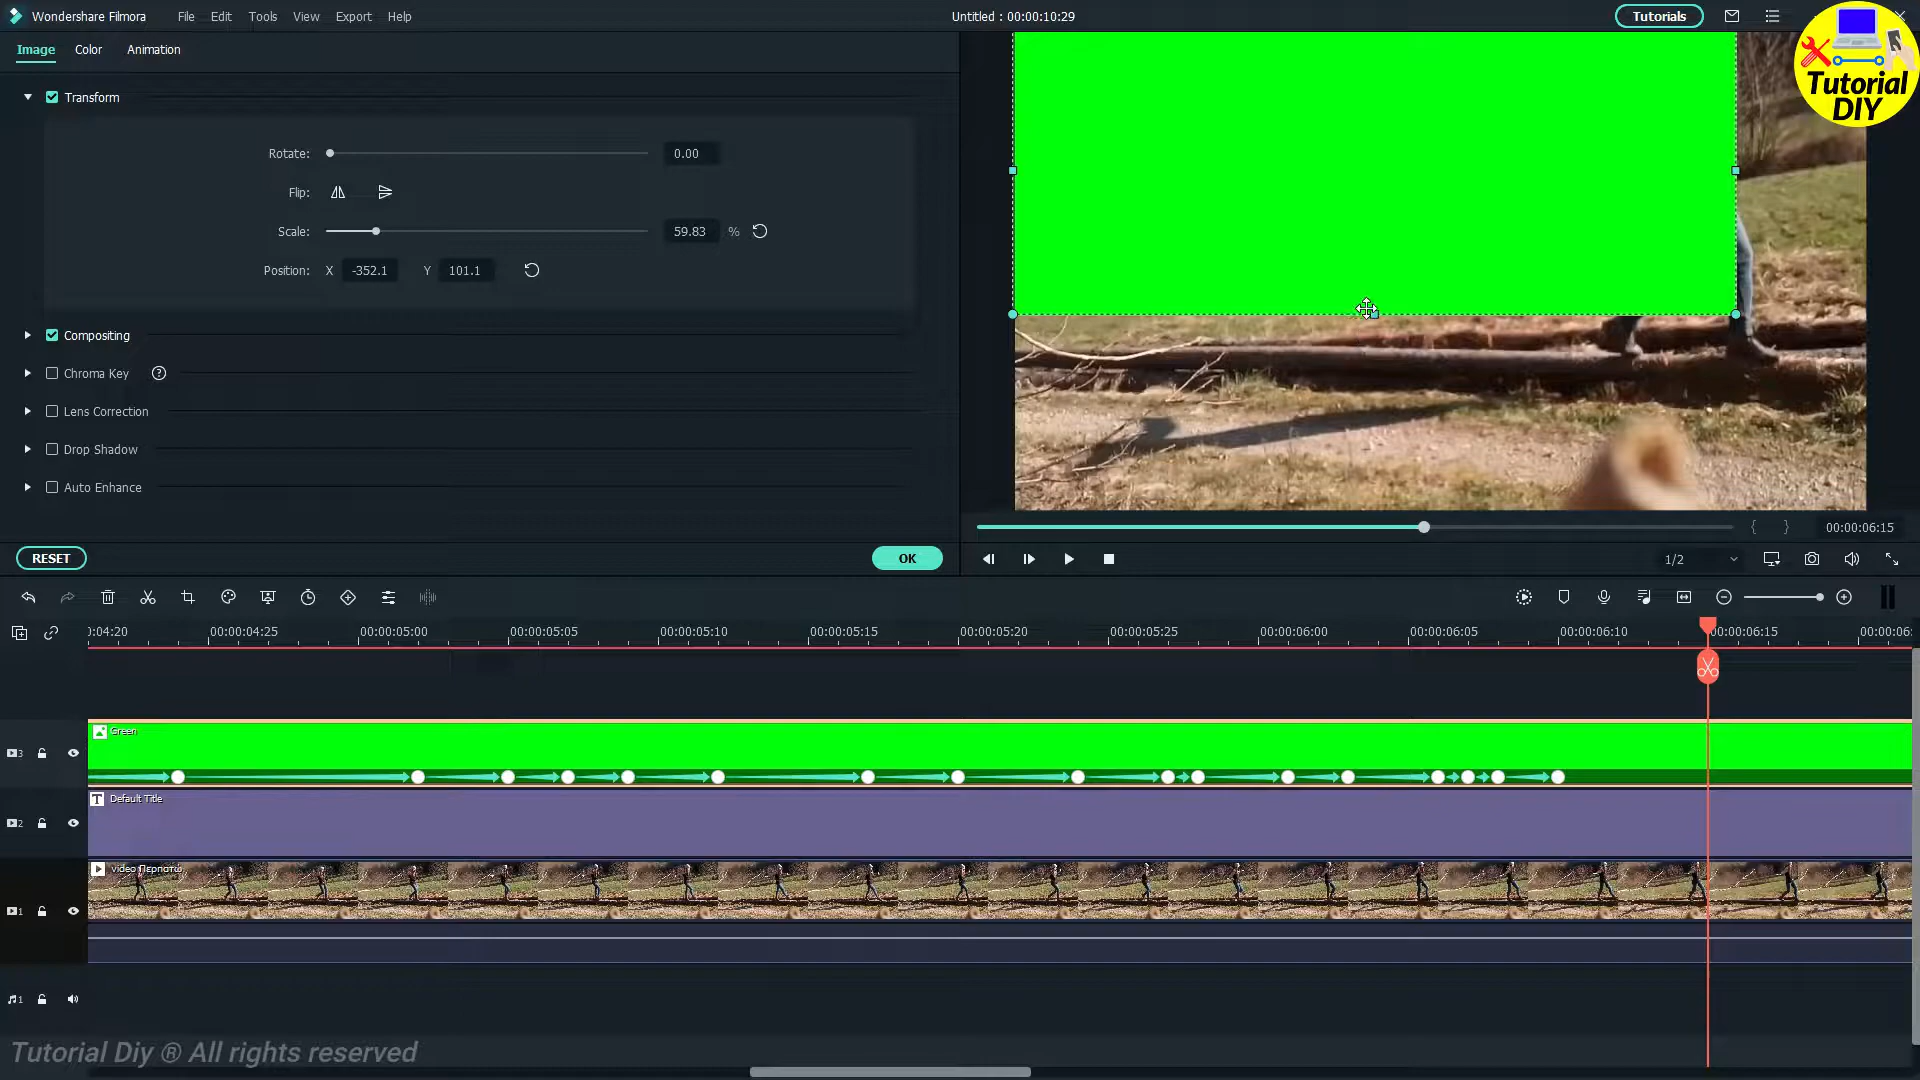 Wondershare Filmora File Edit Tools View Export Help Untitled : 00:00:10:29 Tutorials
Tutorial
DIY
Image Color Animation
Transform
Rotate: 0.00
Flip:
Scale: 59.83 %
Position: X -352.1 Y 101.1
Compositing
Chroma Key ?
Lens Correction
Drop Shadow
Auto Enhance
{ } 00:00:06:15
RESET OK 1/2
):04:20 00:00:04:25 00:00:05:00 00:00:05:05 00:00:05:10 00:00:05:15 00:00:05:20 00:00:05:25 00:00:06:00 00:00:06:05 00:00:06:10 00:00:06:15 00:00:06:
Green
3
T Default Title
2
video Περπατώ
1
1
Tutorial Diy ® All rights reserved